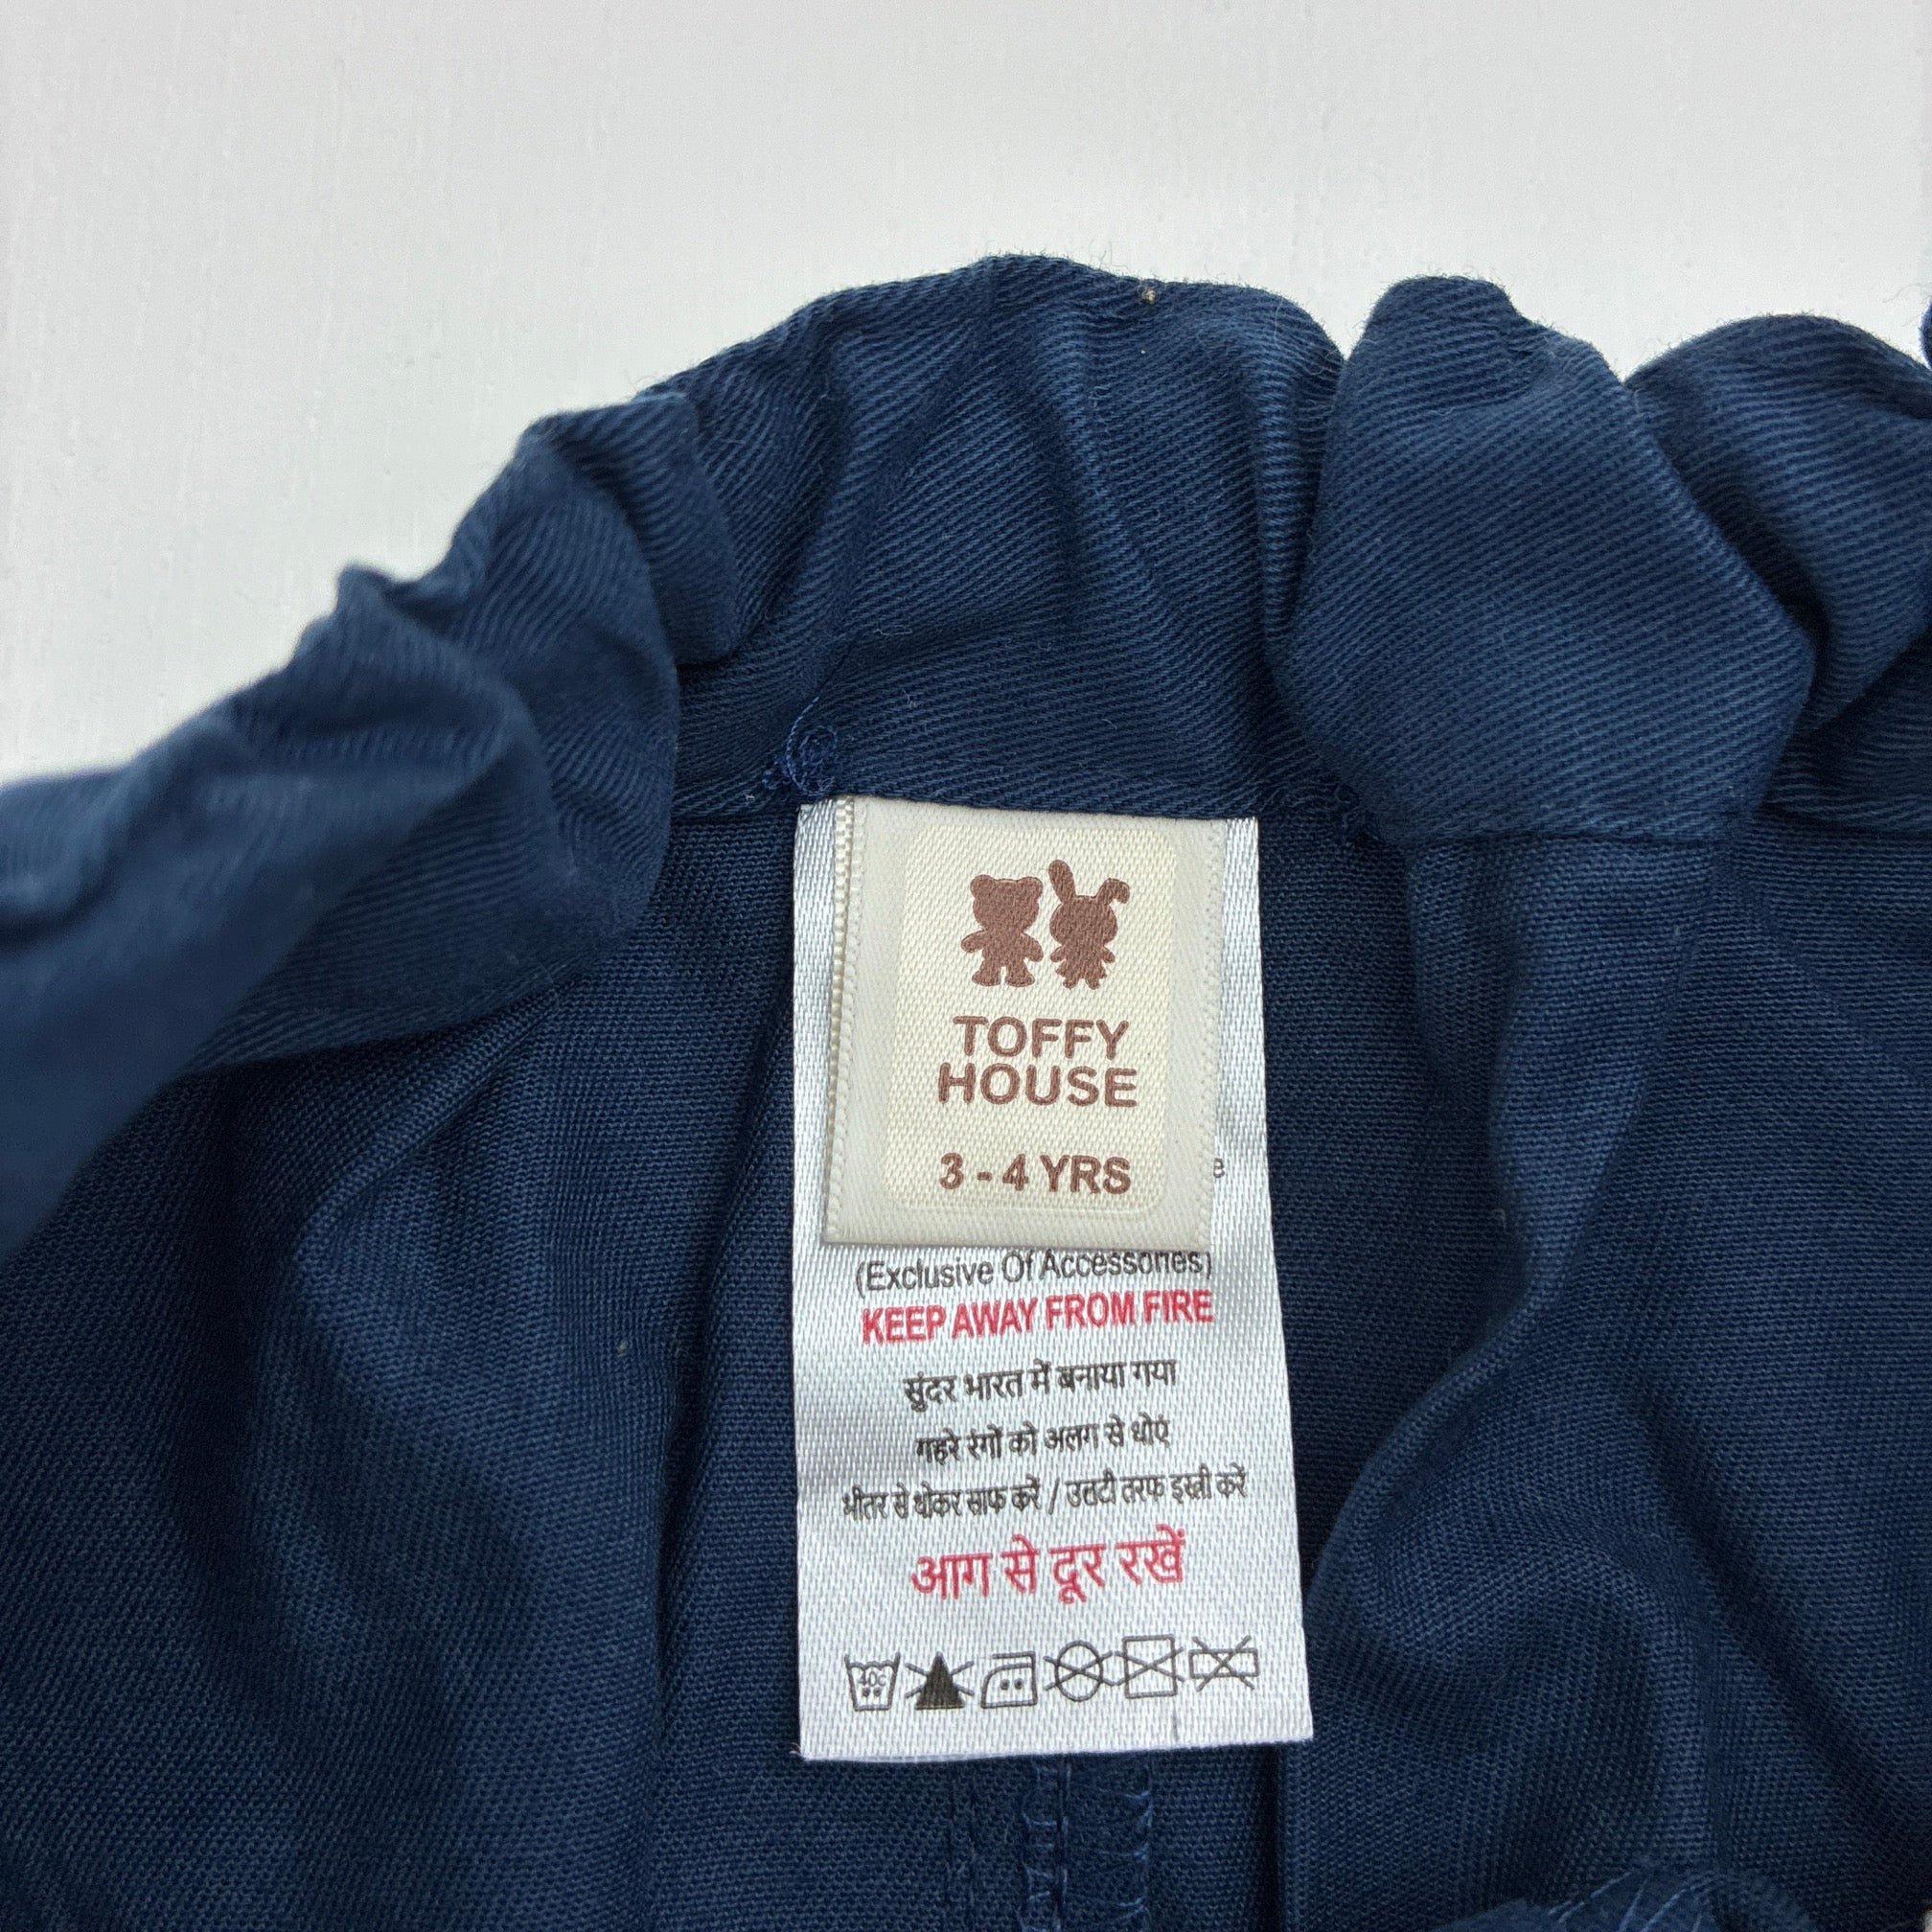 TOFFY
HOUSE
3 - 4 YRS
e
(Exclusive Of Accessories)
KEEP AWAY FROM FIRE
सुंदर भारत में बनाया गया
गहरे रंगों को अलग से धोएं
भीतर से धोकर साफ करें / उलटी तरफ इस्त्री करें
आग से दूर रखें
40c